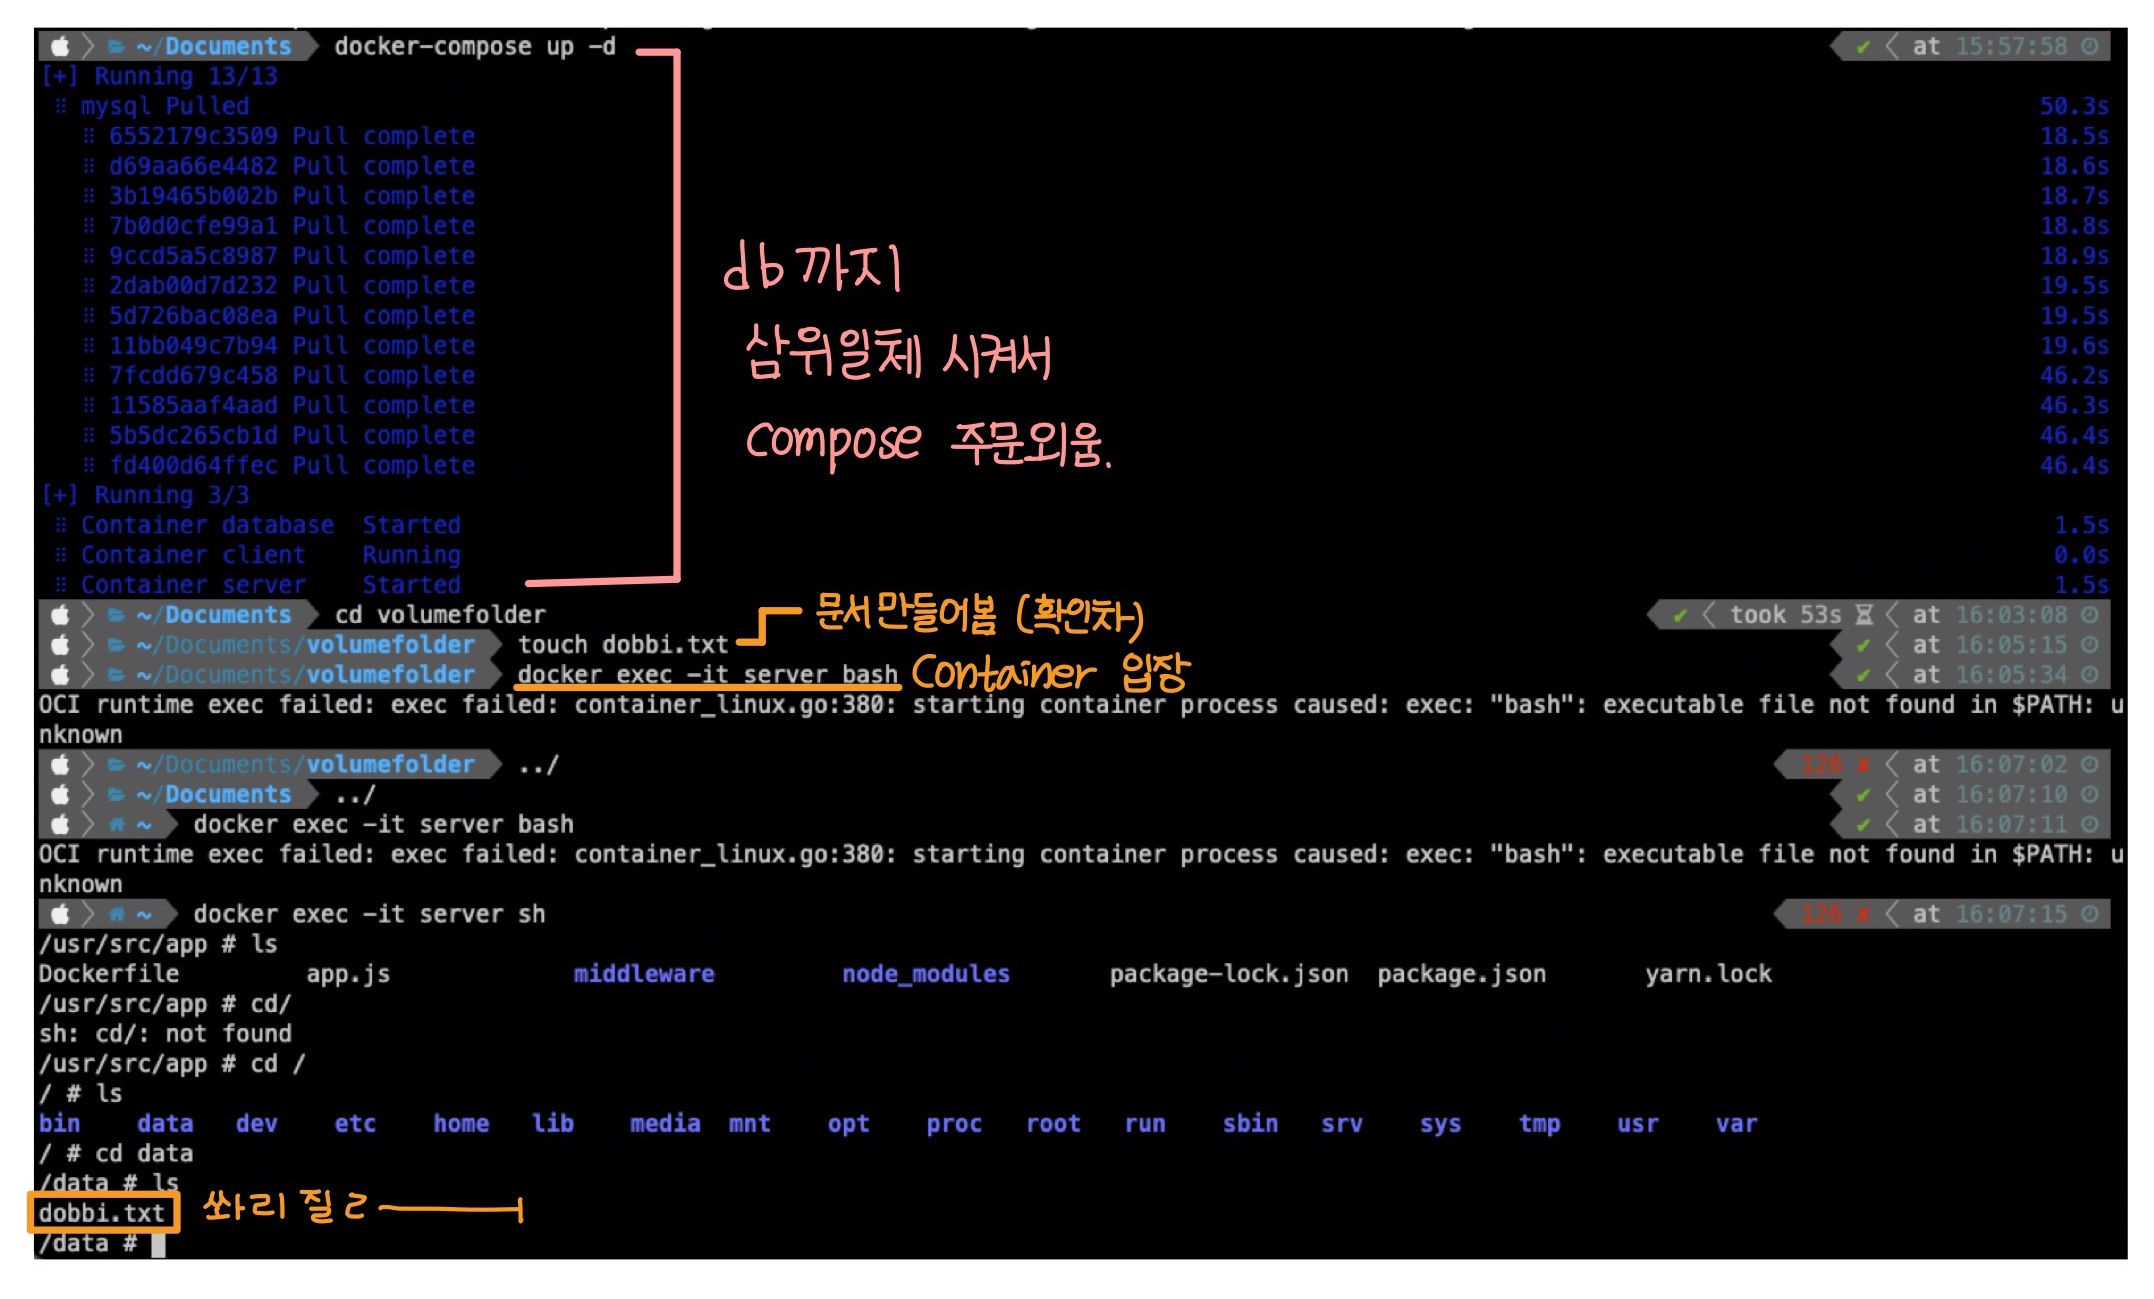 ~/Documents docker-compose up -d ✔ at 15:57:58
[+] Running 13/13
mysql Pulled 50.3s
6552179c3509 Pull complete 18.5s
d69aa66e4482 Pull complete 18.6s
3b19465b002b Pull complete 18.7s
7b0d0cfe99a1 Pull complete 18.8s
9ccd5a5c8987 Pull complete 18.9s
2dab00d7d232 Pull complete 19.5s
5d726bac08ea Pull complete 19.5s
11bb049c7b94 Pull complete 19.6s
7fcdd679c458 Pull complete 46.2s
11585aaf4aad Pull complete 46.3s
5b5dc265cb1d Pull complete 46.4s
fd400d64ffec Pull complete 46.4s
db까지
삼위일체 시켜서
compose 주문외움.
[+] Running 3/3
Container database Started 1.5s
Container client Running 0.0s
Container server Started 1.5s
~/Documents cd volumefolder ✔ took 53s at 16:03:08
문서만들어봄 (확인차)
~/Documents/volumefolder touch dobbi.txt ✔ at 16:05:15
~/Documents/volumefolder docker exec -it server bash Container 입장 ✔ at 16:05:34
OCI runtime exec failed: exec failed: container_linux.go:380: starting container process caused: exec: "bash": executable file not found in $PATH: u
nknown
~/Documents/volumefolder ../ 126 ✘ at 16:07:02
~/Documents ../ ✔ at 16:07:10
~ docker exec -it server bash ✔ at 16:07:11
OCI runtime exec failed: exec failed: container_linux.go:380: starting container process caused: exec: "bash": executable file not found in $PATH: u
nknown
~ docker exec -it server sh 126 ✘ at 16:07:15
/usr/src/app # ls
Dockerfile app.js middleware node_modules package-lock.json package.json yarn.lock
/usr/src/app # cd/
sh: cd/: not found
/usr/src/app # cd /
/ # ls
bin data dev etc home lib media mnt opt proc root run sbin srv sys tmp usr var
/ # cd data
/data # ls
dobbi.txt 쏴리질ㄹ
/data #